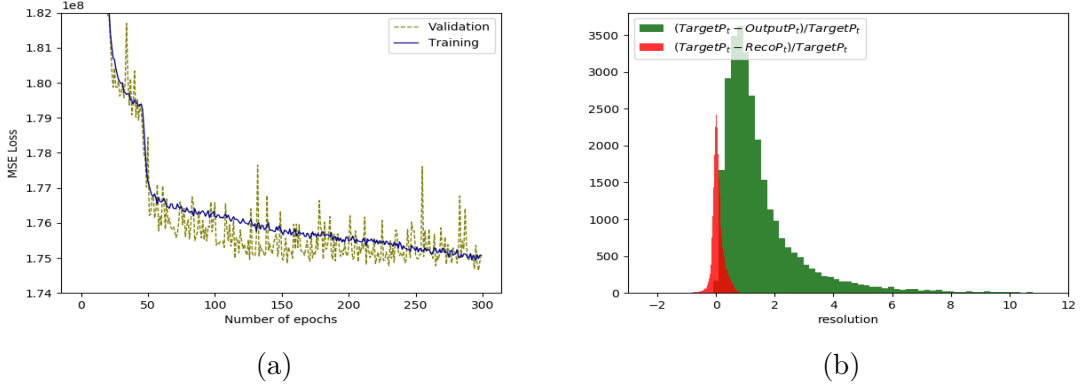 1e8
1.82
1.81
1.80
1.79
1.78
1.77
1.76
1.75
1.74
MSE Loss
Validation
Training
0 50 100 150 200 250 300
Number of epochs
(a)
3500
3000
2500
2000
1500
1000
500
0
(TargetP_t − OutputP_t)/TargetP_t
(TargetP_t − RecoP_t)/TargetP_t
−2 0 2 4 6 8 10 12
resolution
(b)